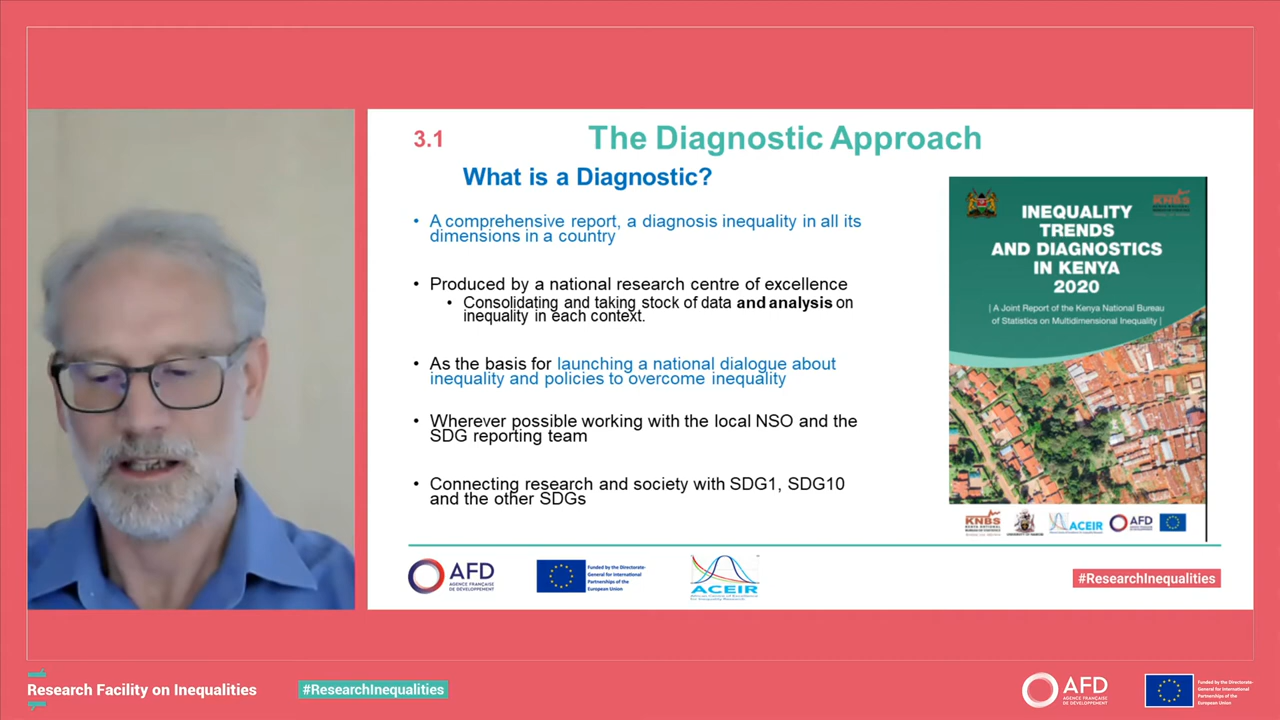 3.1
The Diagnostic Approach
What is a Diagnostic?
• A comprehensive report, a diagnosis inequality in all its
dimensions in a country
• Produced by a national research centre of excellence
• Consolidating and taking stock of data and analysis on
inequality in each context.
• As the basis for launching a national dialogue about
inequality and policies to overcome inequality
• Wherever possible working with the local NSO and the
SDG reporting team
• Connecting research and society with SDG1, SDG10
and the other SDGs
KNBS
INEQUALITY
TRENDS
AND DIAGNOSTICS
IN KENYA
2020
| A Joint Report of the Kenya National Bureau
of Statistics on Multidimensional Inequality |
KNBS
ACEIR
AFD
AFD
AGENCE FRANÇAISE
DE DÉVELOPPEMENT
Funded by the Directorate-
General for International
Partnerships of the
European Union
ACEIR
#ResearchInequalities
Research Facility on Inequalities
#ResearchInequalities
AFD
AGENCE FRANÇAISE
DE DÉVELOPPEMENT
Funded by the Directorate-
General for International
Partnerships of the
European Union